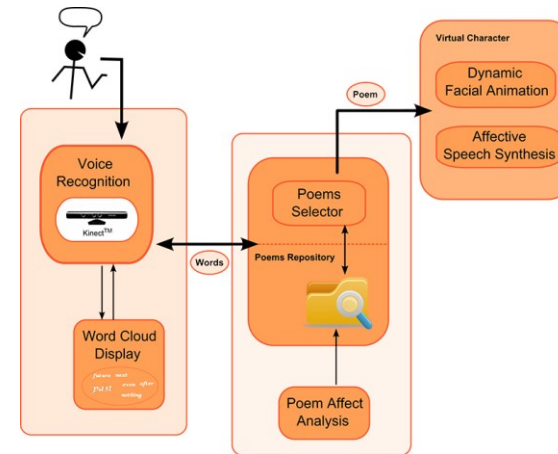 Virtual Character
Dynamic
Facial Animation
Affective
Speech Synthesis
Poem
Voice
Recognition
Kinect™
Words
Poems
Selector
Poems Repository
Word Cloud
Display
future next
past even after
waiting
Poem Affect
Analysis